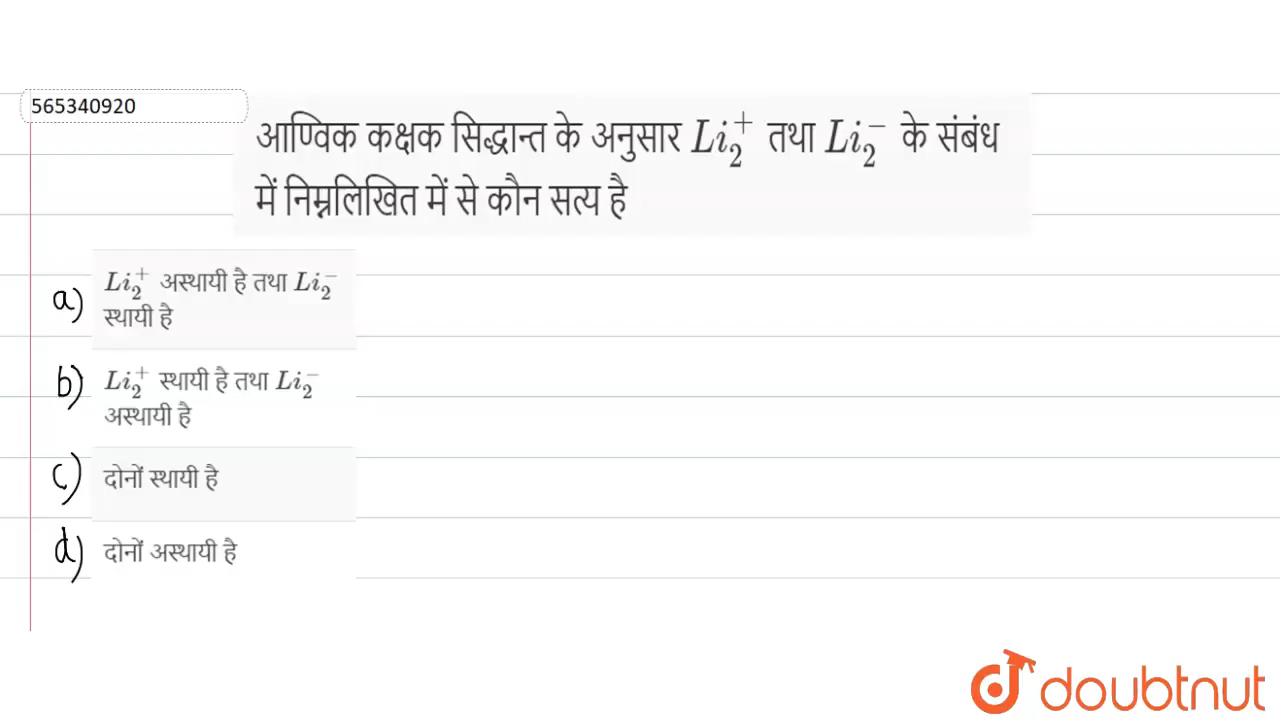 565340920
आण्विक कक्षक सिद्धान्त के अनुसार Li₂⁺ तथा Li₂⁻ के संबंध
में निम्नलिखित में से कौन सत्य है
a) Li₂⁺ अस्थायी है तथा Li₂⁻
स्थायी है
b) Li₂⁺ स्थायी है तथा Li₂⁻
अस्थायी है
c) दोनों स्थायी है
d) दोनों अस्थायी है
doubtnut